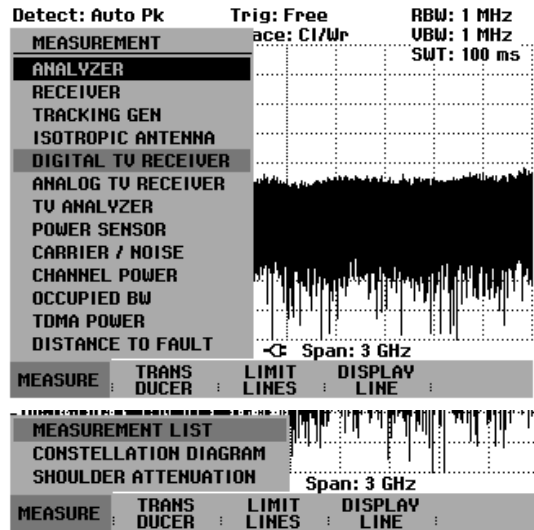 Detect: Auto Pk Trig: Free RBW: 1 MHz
ace: Cl/Wr VBW: 1 MHz
SWT: 100 ms
MEASUREMENT
ANALYZER
RECEIVER
TRACKING GEN
ISOTROPIC ANTENNA
DIGITAL TV RECEIVER
ANALOG TV RECEIVER
TV ANALYZER
POWER SENSOR
CARRIER / NOISE
CHANNEL POWER
OCCUPIED BW
TDMA POWER
DISTANCE TO FAULT
Span: 3 GHz
MEASURE TRANS DUCER LIMIT LINES DISPLAY LINE
MEASUREMENT LIST
CONSTELLATION DIAGRAM
SHOULDER ATTENUATION
Span: 3 GHz
MEASURE TRANS DUCER LIMIT LINES DISPLAY LINE